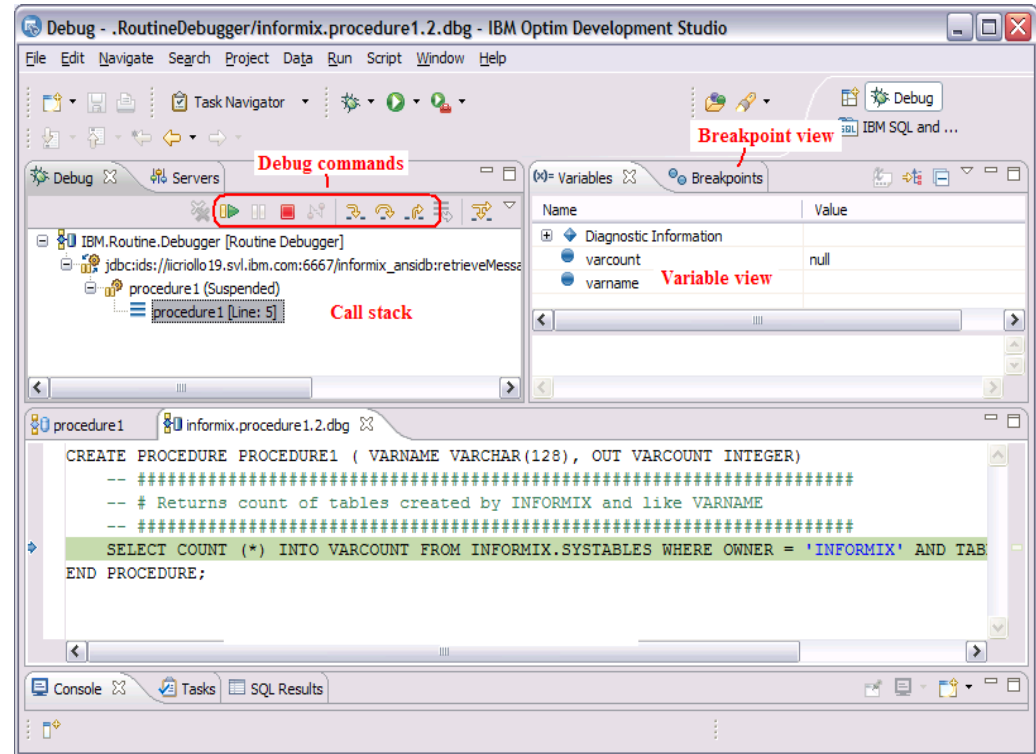 Debug - .RoutineDebugger/informix.procedure1.2.dbg - IBM Optim Development Studio
File Edit Navigate Search Project Data Run Script Window Help
Task Navigator
Debug
IBM SQL and ...
Breakpoint view
Debug commands
Debug Servers
(x)= Variables Breakpoints
Name Value
IBM.Routine.Debugger [Routine Debugger]
jdbc:ids://iicriollo19.svl.ibm.com:6667/informix_ansidb:retrieveMessa
procedure1 (Suspended)
procedure1 [Line: 5]
Call stack
Diagnostic Information
varcount null
varname
Variable view
procedure1 informix.procedure1.2.dbg
CREATE PROCEDURE PROCEDURE1 ( VARNAME VARCHAR(128), OUT VARCOUNT INTEGER)
-- #######################################################################
-- # Returns count of tables created by INFORMIX and like VARNAME
-- #######################################################################
SELECT COUNT (*) INTO VARCOUNT FROM INFORMIX.SYSTABLES WHERE OWNER = 'INFORMIX' AND TAB
END PROCEDURE;
Console Tasks SQL Results